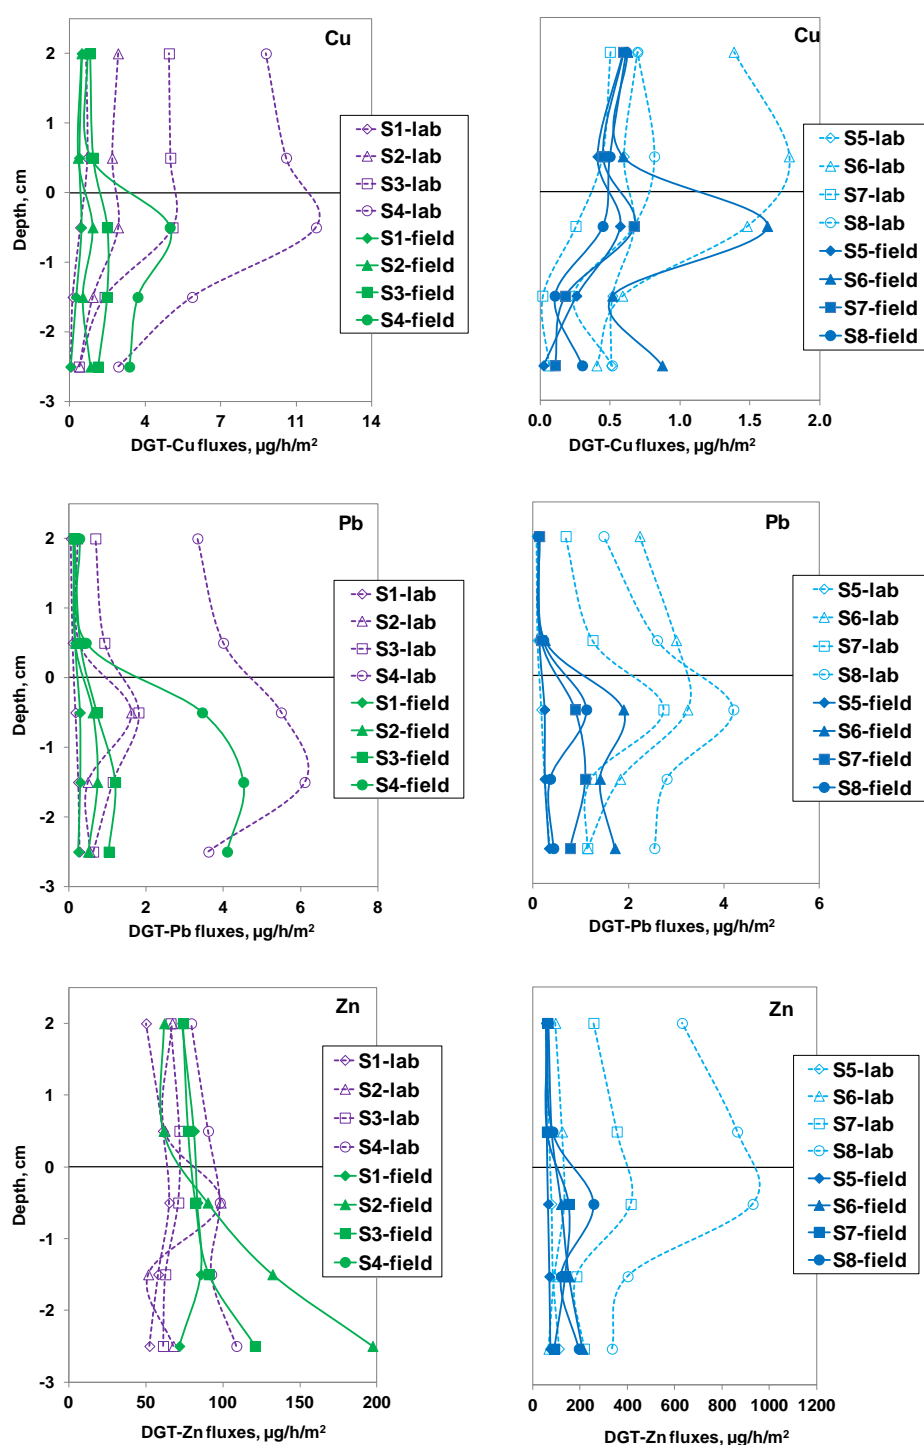 Cu
2
1
0
-1
-2
-3
Depth, cm
0
4
7
11
14
DGT-Cu fluxes, µg/h/m²
S1-lab
S2-lab
S3-lab
S4-lab
S1-field
S2-field
S3-field
S4-field
Cu
0.0
0.5
1.0
1.5
2.0
DGT-Cu fluxes, µg/h/m²
S5-lab
S6-lab
S7-lab
S8-lab
S5-field
S6-field
S7-field
S8-field
Pb
2
1
0
-1
-2
-3
Depth, cm
0
2
4
6
8
DGT-Pb fluxes, µg/h/m²
S1-lab
S2-lab
S3-lab
S4-lab
S1-field
S2-field
S3-field
S4-field
Pb
0
2
4
6
DGT-Pb fluxes, µg/h/m²
S5-lab
S6-lab
S7-lab
S8-lab
S5-field
S6-field
S7-field
S8-field
Zn
2
1
0
-1
-2
-3
Depth, cm
0
50
100
150
200
DGT-Zn fluxes, µg/h/m²
S1-lab
S2-lab
S3-lab
S4-lab
S1-field
S2-field
S3-field
S4-field
Zn
0
200
400
600
800
1000
1200
DGT-Zn fluxes, µg/h/m²
S5-lab
S6-lab
S7-lab
S8-lab
S5-field
S6-field
S7-field
S8-field